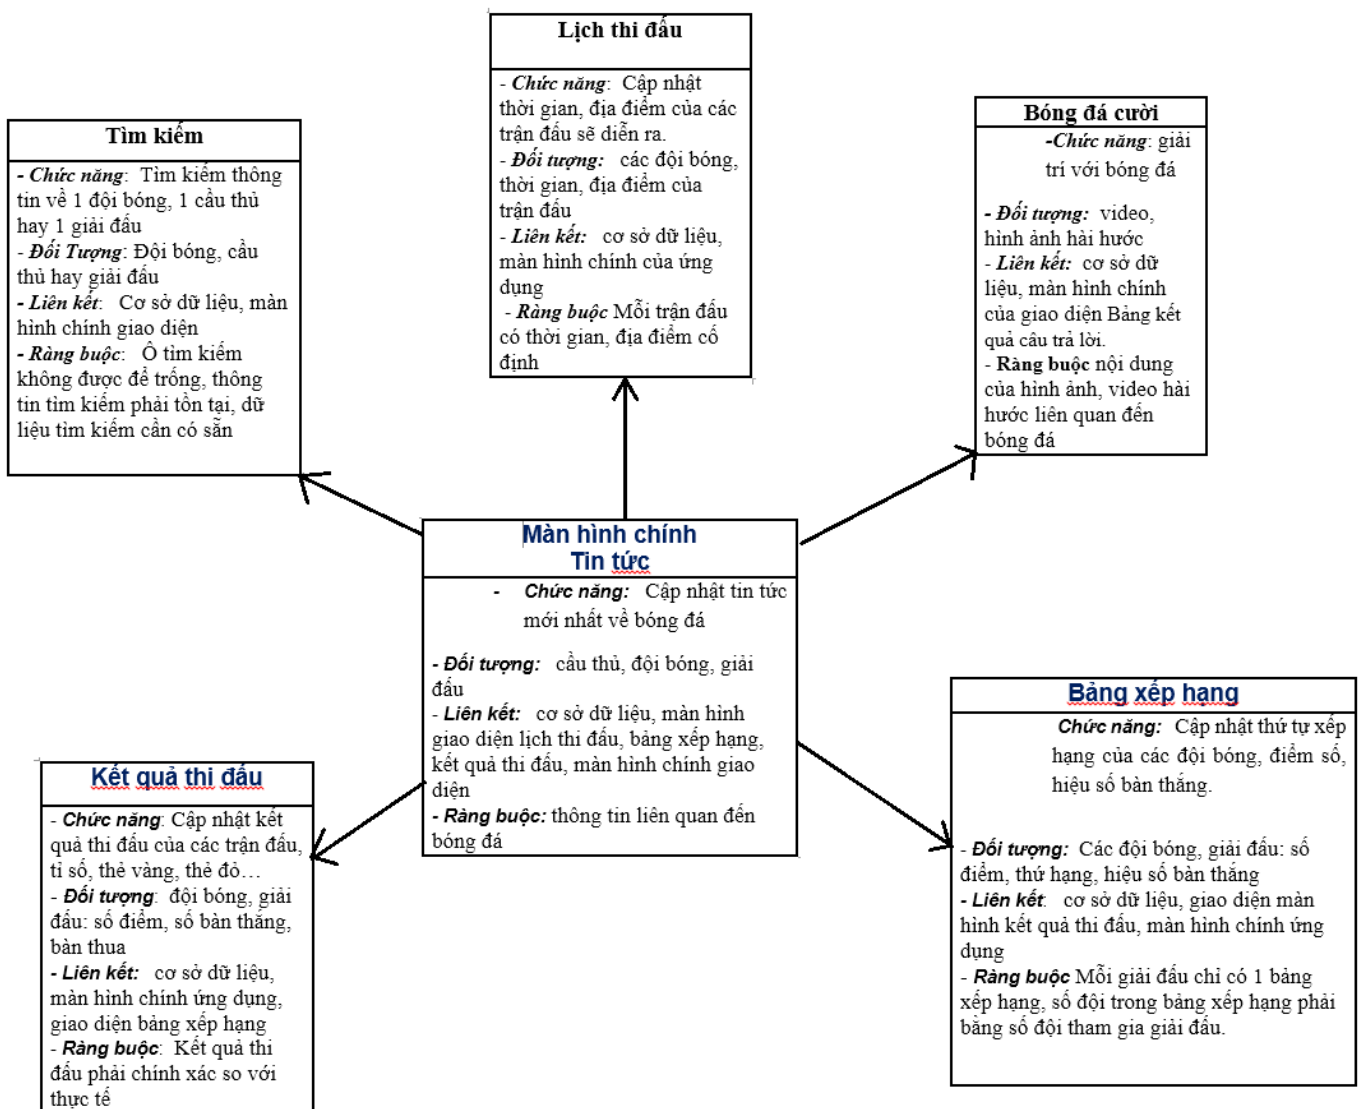 Lịch thi đấu
- Chức năng: Cập nhật
thời gian, địa điểm của các
trận đấu sẽ diễn ra.
- Đối tượng: các đội bóng,
thời gian, địa điểm của
trận đấu
- Liên kết: cơ sở dữ liệu,
màn hình chính của ứng
dụng
- Ràng buộc Mỗi trận đấu
có thời gian, địa điểm cố
định
Tìm kiếm
- Chức năng: Tìm kiếm thông
tin về 1 đội bóng, 1 cầu thủ
hay 1 giải đấu
- Đối Tượng: Đội bóng, cầu
thủ hay giải đấu
- Liên kết: Cơ sở dữ liệu, màn
hình chính giao diện
- Ràng buộc: Ô tìm kiếm
không được để trống, thông
tin tìm kiếm phải tồn tại, dữ
liệu tìm kiếm cần có sẵn
Bóng đá cười
-Chức năng: giải
trí với bóng đá
- Đối tượng: video,
hình ảnh hài hước
- Liên kết: cơ sở dữ
liệu, màn hình chính
của giao diện Bảng kết
quả câu trả lời.
- Ràng buộc nội dung
của hình ảnh, video hài
hước liên quan đến
bóng đá
Màn hình chính
Tin tức
- Chức năng: Cập nhật tin tức
mới nhất về bóng đá
- Đối tượng: cầu thủ, đội bóng, giải
đấu
- Liên kết: cơ sở dữ liệu, màn hình
giao diện lịch thi đấu, bảng xếp hạng,
kết quả thi đấu, màn hình chính giao
diện
- Ràng buộc: thông tin liên quan đến
bóng đá
Kết quả thi đấu
- Chức năng: Cập nhật kết
quả thi đấu của các trận đấu,
tỉ số, thẻ vàng, thẻ đỏ…
- Đối tượng: đội bóng, giải
đấu: số điểm, số bàn thắng,
bàn thua
- Liên kết: cơ sở dữ liệu,
màn hình chính ứng dụng,
giao diện bảng xếp hạng
- Ràng buộc: Kết quả thi
đấu phải chính xác so với
thực tế
Bảng xếp hạng
Chức năng: Cập nhật thứ tự xếp
hạng của các đội bóng, điểm số,
hiệu số bàn thắng.
- Đối tượng: Các đội bóng, giải đấu: số
điểm, thứ hạng, hiệu số bàn thắng
- Liên kết: cơ sở dữ liệu, giao diện màn
hình kết quả thi đấu, màn hình chính ứng
dụng
- Ràng buộc Mỗi giải đấu chỉ có 1 bảng
xếp hạng, số đội trong bảng xếp hạng phải
bằng số đội tham gia giải đấu.